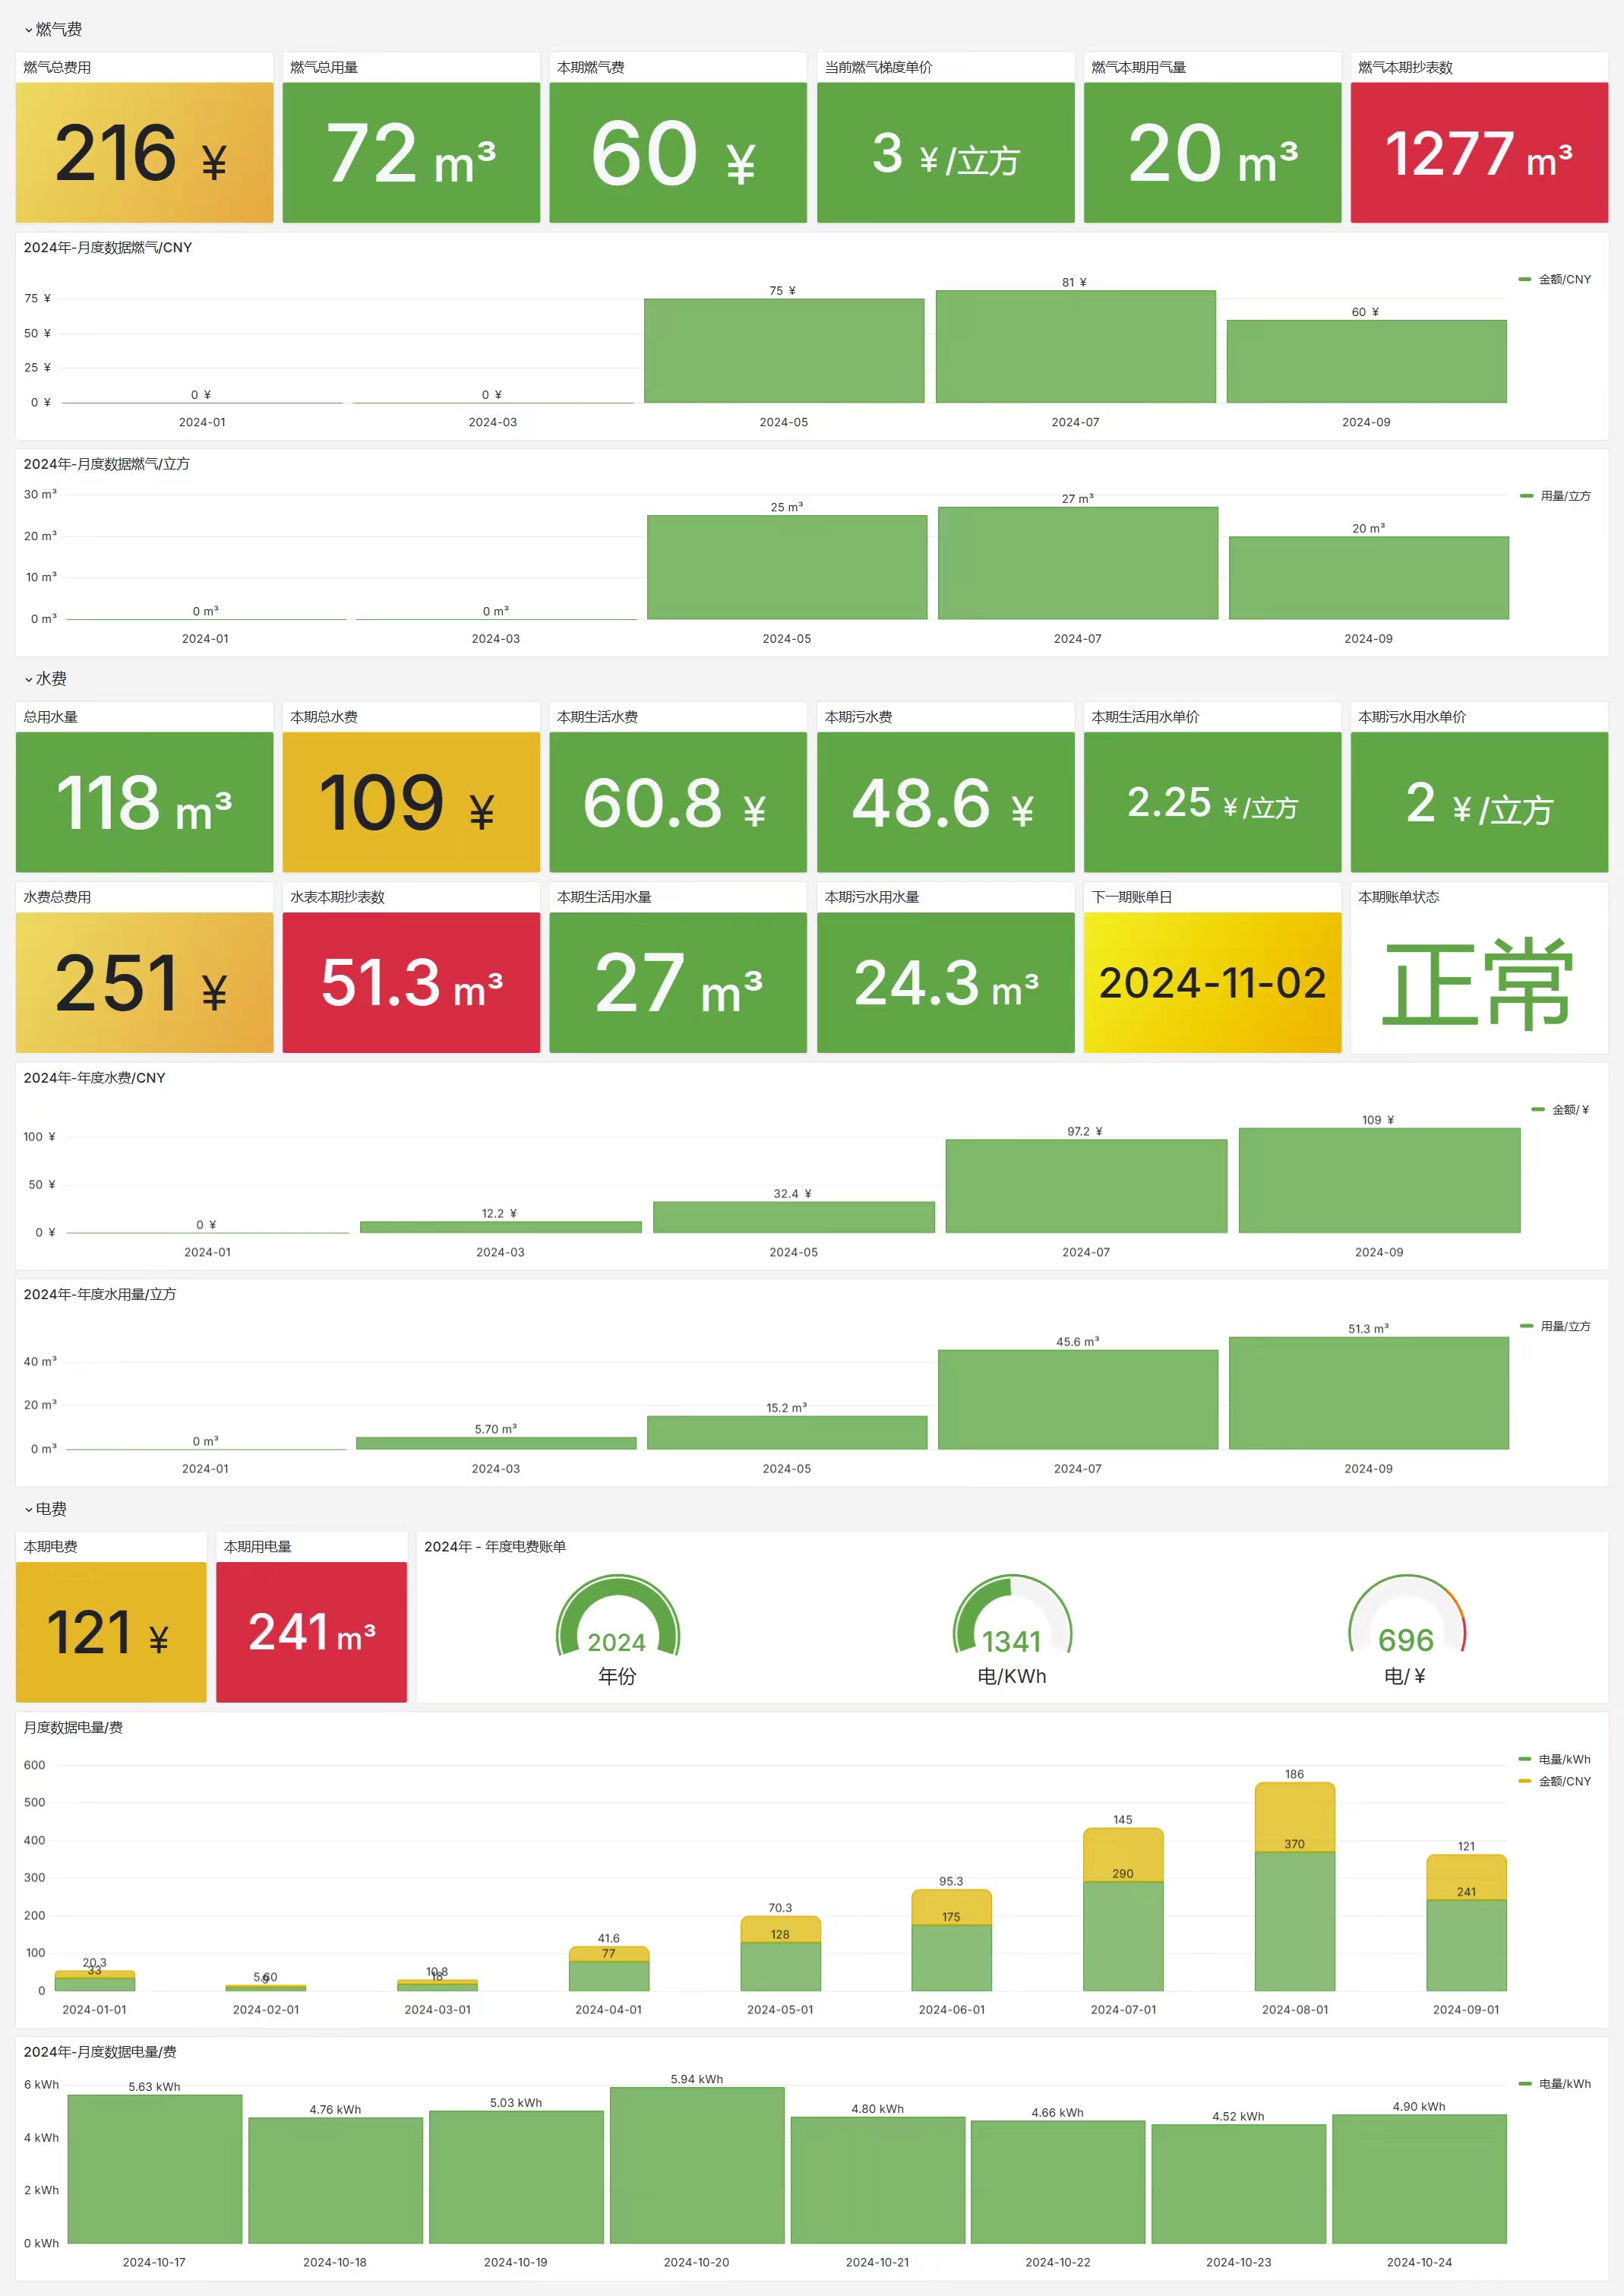 燃气费
燃气总费用
216 ¥
燃气总用量
72 m³
本期燃气费
60 ¥
当前燃气梯度单价
3 ¥/立方
燃气本期用气量
20 m³
燃气本期抄表数
1277 m³
2024年-月度数据燃气/CNY
金额/CNY
75 ¥
50 ¥
25 ¥
0 ¥
0 ¥
0 ¥
75 ¥
81 ¥
60 ¥
2024-01
2024-03
2024-05
2024-07
2024-09
2024年-月度数据燃气/立方
用量/立方
30 m³
20 m³
10 m³
0 m³
0 m³
0 m³
25 m³
27 m³
20 m³
2024-01
2024-03
2024-05
2024-07
2024-09
水费
总用水量
118 m³
本期总水费
109 ¥
本期生活水费
60.8 ¥
本期污水费
48.6 ¥
本期生活用水单价
2.25 ¥/立方
本期污水用水单价
2 ¥/立方
水费总费用
251 ¥
水表本期抄表数
51.3 m³
本期生活用水量
27 m³
本期污水用水量
24.3 m³
下一期账单日
2024-11-02
本期账单状态
正常
2024年-年度水费/CNY
金额/¥
100 ¥
50 ¥
0 ¥
0 ¥
12.2 ¥
32.4 ¥
97.2 ¥
109 ¥
2024-01
2024-03
2024-05
2024-07
2024-09
2024年-年度水用量/立方
用量/立方
40 m³
20 m³
0 m³
0 m³
5.70 m³
15.2 m³
45.6 m³
51.3 m³
2024-01
2024-03
2024-05
2024-07
2024-09
电费
本期电费
121 ¥
本期用电量
241 m³
2024年 - 年度电费账单
2024
年份
1341
电/KWh
696
电/¥
月度数据电量/费
电量/kWh
金额/CNY
600
500
400
300
200
100
0
20.3
33
5.60
9
10.8
18
41.6
77
70.3
128
95.3
175
145
290
186
370
121
241
2024-01-01
2024-02-01
2024-03-01
2024-04-01
2024-05-01
2024-06-01
2024-07-01
2024-08-01
2024-09-01
2024年-月度数据电量/费
电量/kWh
6 kWh
4 kWh
2 kWh
0 kWh
5.63 kWh
4.76 kWh
5.03 kWh
5.94 kWh
4.80 kWh
4.66 kWh
4.52 kWh
4.90 kWh
2024-10-17
2024-10-18
2024-10-19
2024-10-20
2024-10-21
2024-10-22
2024-10-23
2024-10-24